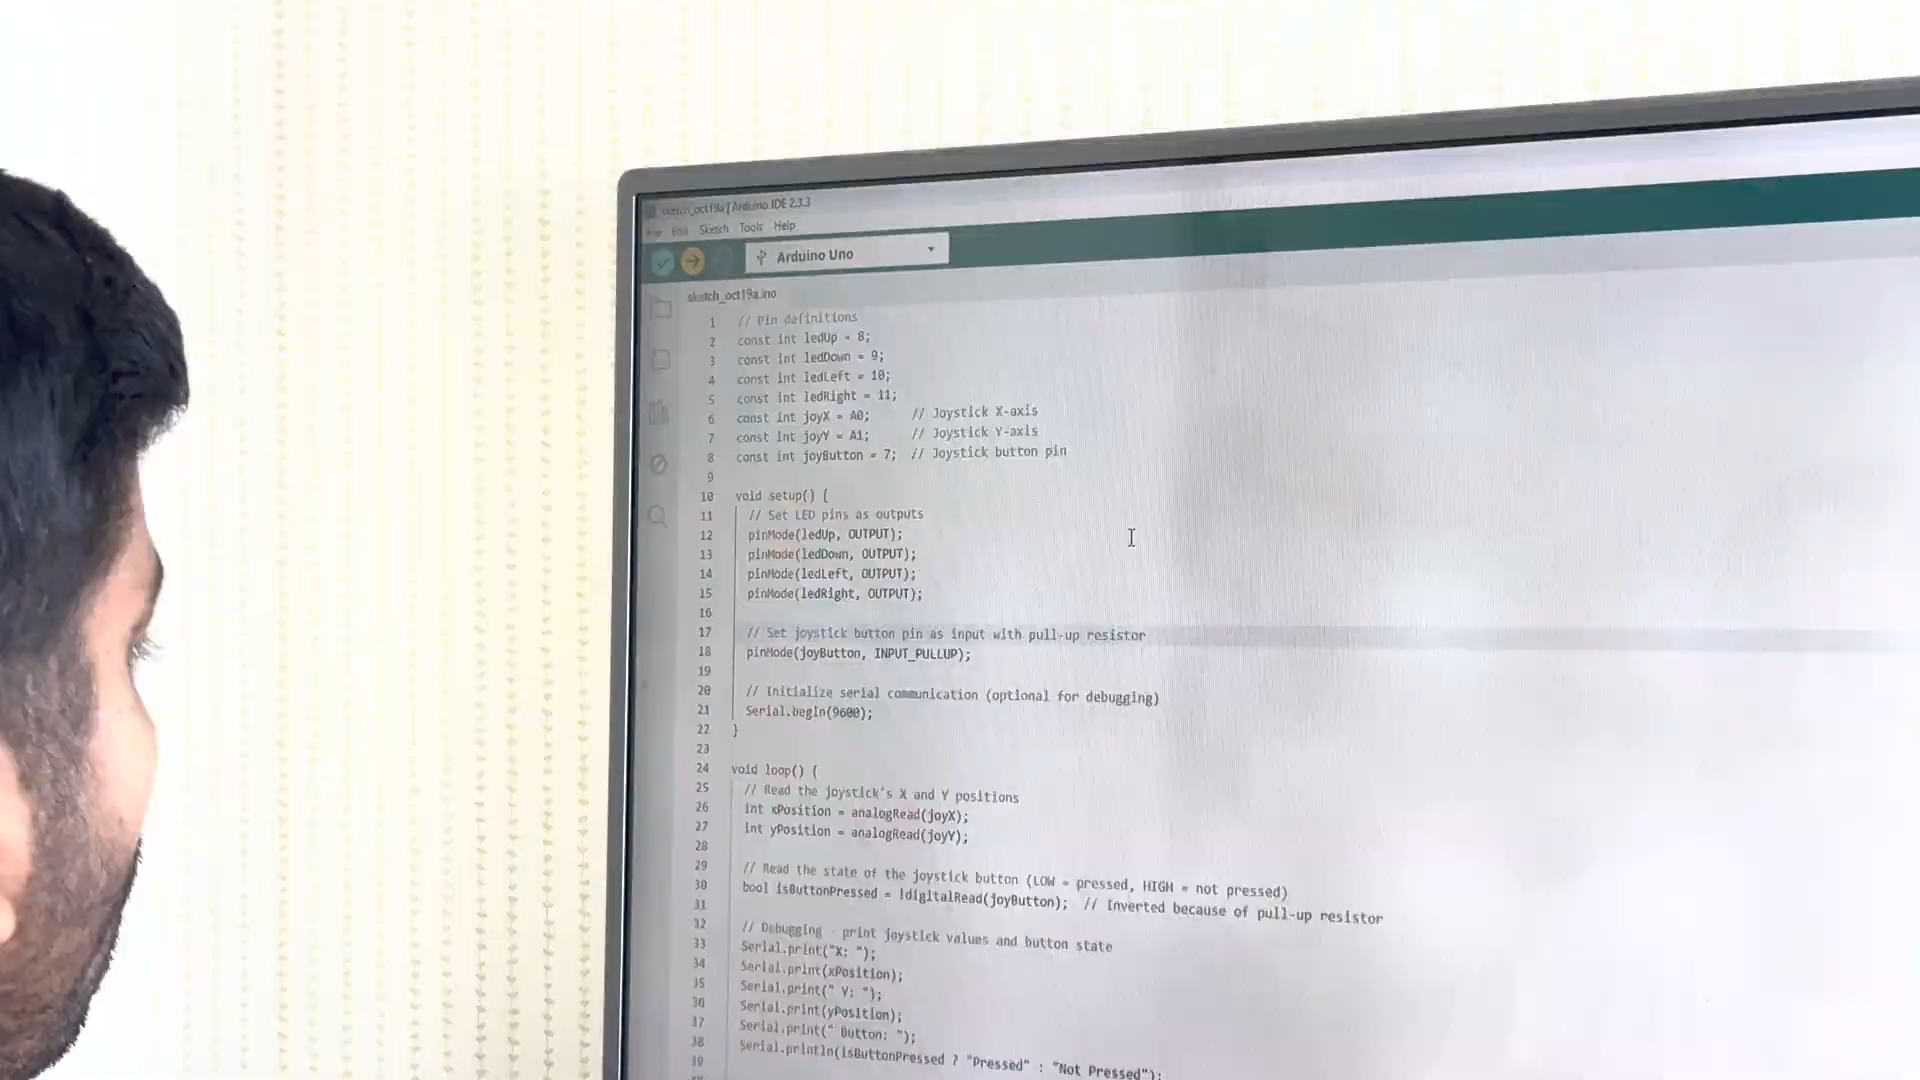 sketch_oct19a | Arduino IDE 2.3.3
File Edit Sketch Tools Help
Arduino Uno
sketch_oct19a.ino
1 // Pin definitions
2 const int ledUp = 8;
3 const int ledDown = 9;
4 const int ledLeft = 10;
5 const int ledRight = 11;
6 const int joyX = A0; // Joystick X-axis
7 const int joyY = A1; // Joystick Y-axis
8 const int joyButton = 7; // Joystick button pin
9
10 void setup() {
11 // Set LED pins as outputs
12 pinMode(ledUp, OUTPUT);
13 pinMode(ledDown, OUTPUT);
14 pinMode(ledLeft, OUTPUT);
15 pinMode(ledRight, OUTPUT);
16
17 // Set joystick button pin as input with pull-up resistor
18 pinMode(joyButton, INPUT_PULLUP);
19
20 // Initialize serial communication (optional for debugging)
21 Serial.begin(9600);
22 }
23
24 void loop() {
25 // Read the joystick's X and Y positions
26 int xPosition = analogRead(joyX);
27 int yPosition = analogRead(joyY);
28
29 // Read the state of the joystick button (LOW = pressed, HIGH = not pressed)
30 bool isButtonPressed = !digitalRead(joyButton); // Inverted because of pull-up resistor
31
32 // Debugging - print joystick values and button state
33 Serial.print("X: ");
34 Serial.print(xPosition);
35 Serial.print(" Y: ");
36 Serial.print(yPosition);
37 Serial.print(" Button: ");
38 Serial.println(isButtonPressed ? "Pressed" : "Not Pressed");
39